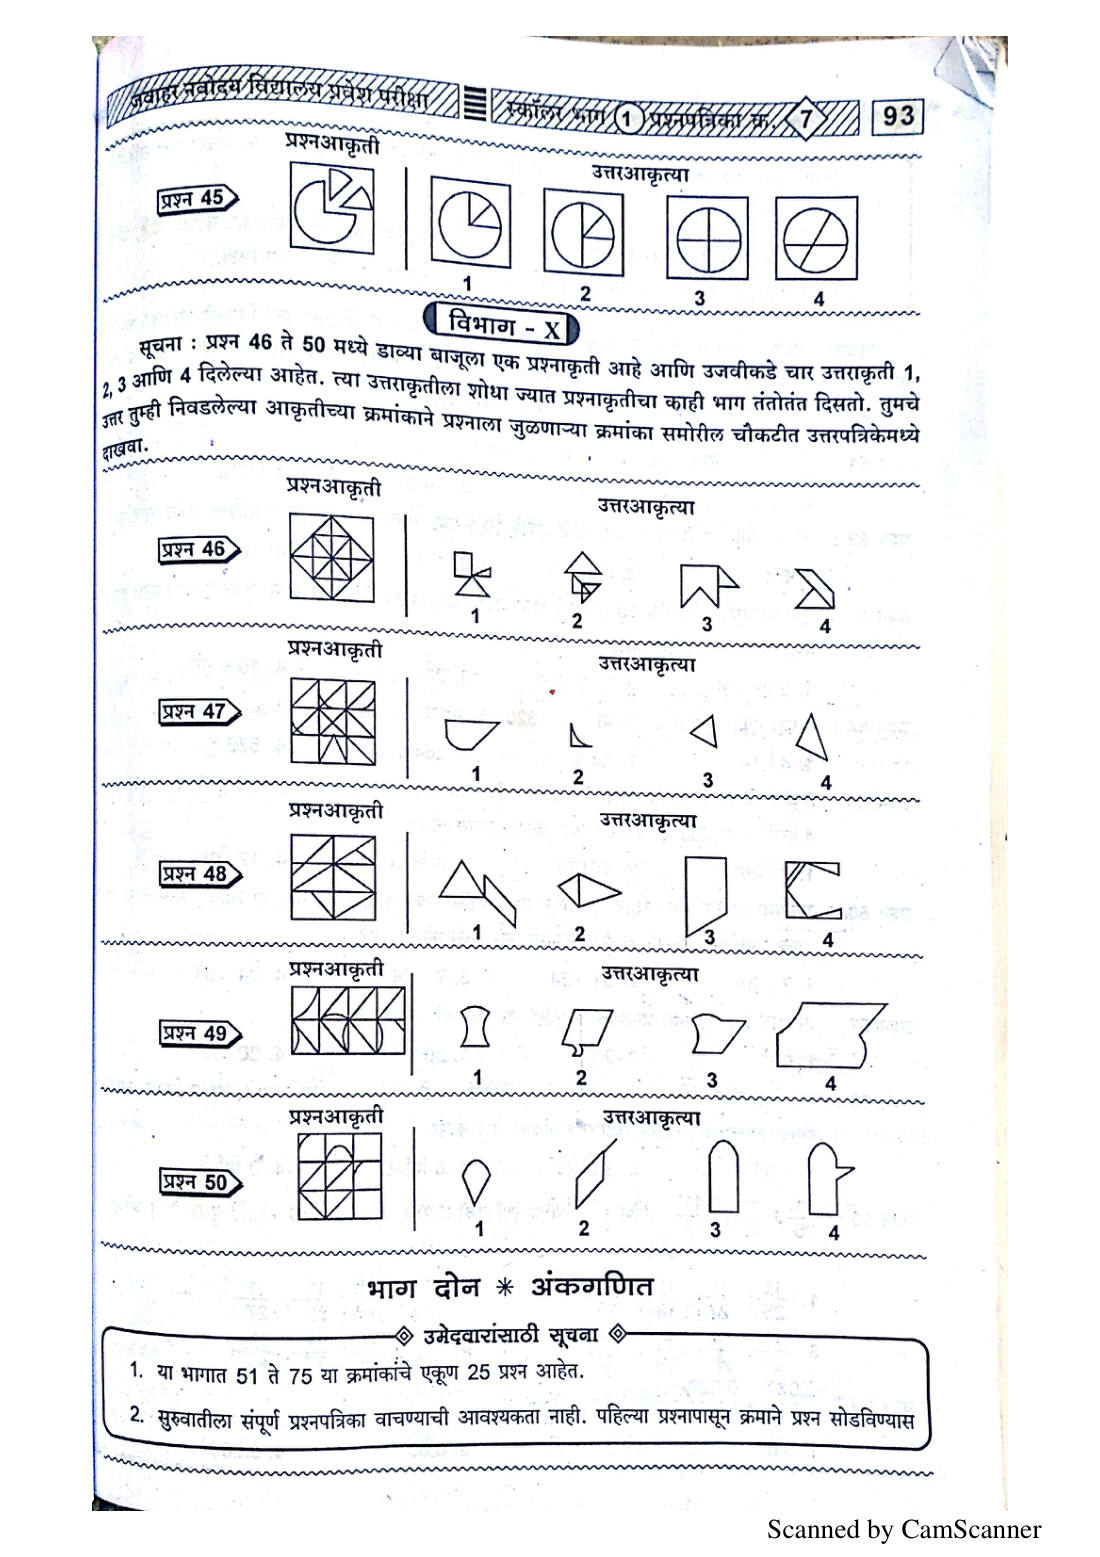 जवाहर नवोदय विद्यालय प्रवेश परीक्षा स्कॉलर भाग 1 प्रश्नपत्रिका क्र. 7 93
प्रश्नआकृती उत्तरआकृत्या
प्रश्न 45
1 2 3 4
विभाग - X
सूचना : प्रश्न 46 ते 50 मध्ये डाव्या बाजूला एक प्रश्नाकृती आहे आणि उजवीकडे चार उत्तराकृती 1,
2, 3 आणि 4 दिलेल्या आहेत. त्या उत्तराकृतीला शोधा ज्यात प्रश्नाकृतीचा काही भाग तंतोतंत दिसतो. तुमचे
उत्तर तुम्ही निवडलेल्या आकृतीच्या क्रमांकाने प्रश्नाला जुळणाऱ्या क्रमांका समोरील चौकटीत उत्तरपत्रिकेमध्ये
दाखवा.
प्रश्नआकृती उत्तरआकृत्या
प्रश्न 46
1 2 3 4
प्रश्नआकृती उत्तरआकृत्या
प्रश्न 47
1 2 3 4
प्रश्नआकृती उत्तरआकृत्या
प्रश्न 48
1 2 3 4
प्रश्नआकृती उत्तरआकृत्या
प्रश्न 49
1 2 3 4
प्रश्नआकृती उत्तरआकृत्या
प्रश्न 50
1 2 3 4
भाग दोन * अंकगणित
उमेदवारांसाठी सूचना
1. या भागात 51 ते 75 या क्रमांकांचे एकूण 25 प्रश्न आहेत.
2. सुरुवातीला संपूर्ण प्रश्नपत्रिका वाचण्याची आवश्यकता नाही. पहिल्या प्रश्नापासून क्रमाने प्रश्न सोडविण्यास
Scanned by CamScanner